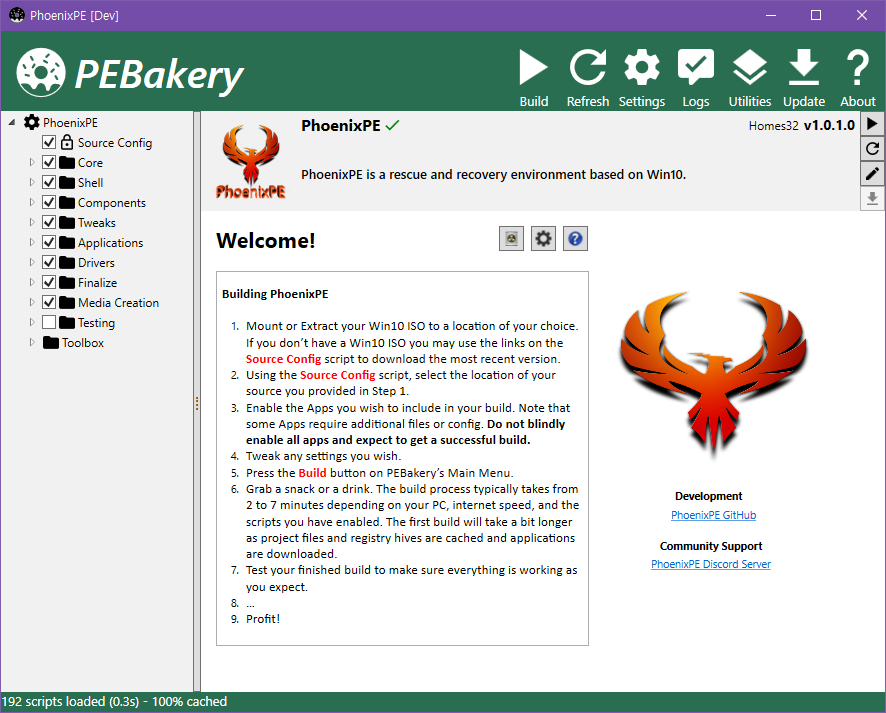 PhoenixPE [Dev]
PEBakery
Build
Refresh
Settings
Logs
Utilities
Update
About
PhoenixPE
Source Config
Core
Shell
Components
Tweaks
Applications
Drivers
Finalize
Media Creation
Testing
Toolbox
PhoenixPE
PhoenixPE
Homes32 v1.0.1.0
PhoenixPE is a rescue and recovery environment based on Win10.
Welcome!
Building PhoenixPE
1. Mount or Extract your Win10 ISO to a location of your choice.
If you don't have a Win10 ISO you may use the links on the
Source Config script to download the most recent version.
2. Using the Source Config script, select the location of your
source you provided in Step 1.
3. Enable the Apps you wish to include in your build. Note that
some Apps require additional files or config. Do not blindly
enable all apps and expect to get a successful build.
4. Tweak any settings you wish.
5. Press the Build button on PEBakery's Main Menu.
6. Grab a snack or a drink. The build process typically takes from
2 to 7 minutes depending on your PC, internet speed, and the
scripts you have enabled. The first build will take a bit longer
as project files and registry hives are cached and applications
are downloaded.
7. Test your finished build to make sure everything is working as
you expect.
8. ...
9. Profit!
Development
PhoenixPE GitHub
Community Support
PhoenixPE Discord Server
192 scripts loaded (0.3s) - 100% cached